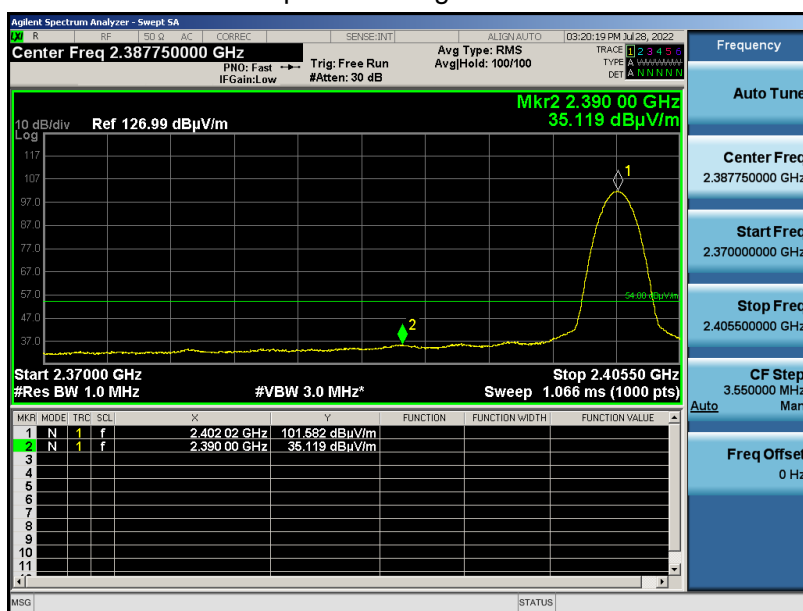 Agilent Spectrum Analyzer - Swept SA
LXI R RF 50 Ω AC CORREC SENSE:INT ALIGN AUTO 03:20:19 PM Jul 28, 2022
Center Freq 2.387750000 GHz
PNO: Fast
IFGain:Low
Trig: Free Run
#Atten: 30 dB
Avg Type: RMS
Avg|Hold: 100/100
TRACE 1 2 3 4 5 6
TYPE A WWWWW
DET A N N N N N
Frequency
Mkr2 2.390 00 GHz
35.119 dBµV/m
10 dB/div Ref 126.99 dBµV/m
Log
117
107
97.0
87.0
77.0
67.0
57.0
47.0
37.0
1
2
54.00 dBµV/m
Start 2.37000 GHz Stop 2.40550 GHz
#Res BW 1.0 MHz #VBW 3.0 MHz* Sweep 1.066 ms (1000 pts)
MKR MODE TRC SCL X Y FUNCTION FUNCTION WIDTH FUNCTION VALUE
1 N 1 f 2.402 02 GHz 101.582 dBuV/m
2 N 1 f 2.390 00 GHz 35.119 dBuV/m
3
4
5
6
7
8
9
10
11
MSG STATUS
Auto Tune
Center Freq
2.387750000 GHz
Start Freq
2.370000000 GHz
Stop Freq
2.405500000 GHz
CF Step
3.550000 MHz
Auto Man
Freq Offset
0 Hz